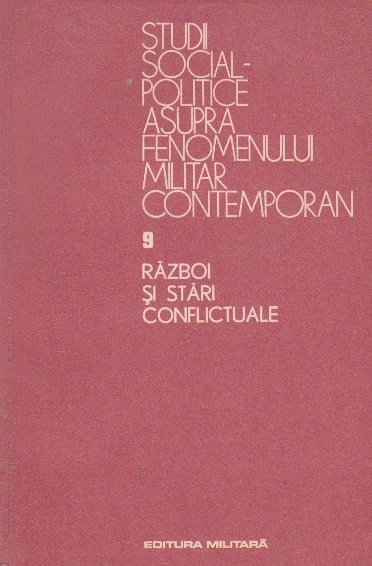 STUDII
SOCIAL-
POLITICE
ASUPRA
FENOMENULUI
MILITAR
CONTEMPORAN
9
RĂZBOI
ŞI STĂRI
CONFLICTUALE
EDITURA MILITARĂ